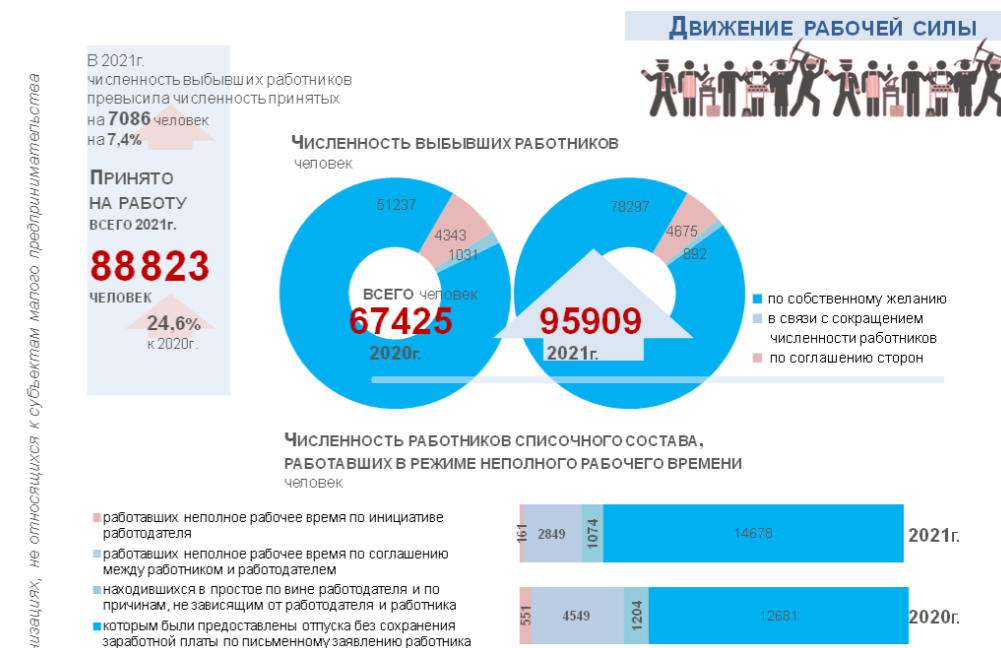 ДВИЖЕНИЕ РАБОЧЕЙ СИЛЫ
В 2021г.
численность выбывших работников
превысила численность принятых
на 7086 человек
на 7,4%
ПРИНЯТО
НА РАБОТУ
ВСЕГО 2021г.
88 823
ЧЕЛОВЕК
24,6%
к 2020г.
ЧИСЛЕННОСТЬ ВЫБЫВШИХ РАБОТНИКОВ
человек
51237
4343
1031
ВСЕГО человек
67425
2020г.
78297
4675
892
95909
2021г.
по собственному желанию
в связи с сокращением
численности работников
по соглашению сторон
ЧИСЛЕННОСТЬ РАБОТНИКОВ СПИСОЧНОГО СОСТАВА,
РАБОТАВШИХ В РЕЖИМЕ НЕПОЛНОГО РАБОЧЕГО ВРЕМЕНИ
человек
работавших неполное рабочее время по инициативе
работодателя
работавших неполное рабочее время по соглашению
между работником и работодателем
находившихся в простое по вине работодателя и по
причинам, не зависящим от работодателя и работника
которым были предоставлены отпуска без сохранения
заработной платы по письменному заявлению работника
161 2849 1074 14678 2021г.
551 4549 1204 12681 2020г.
не относящихся к субъектам малого предпринимательства